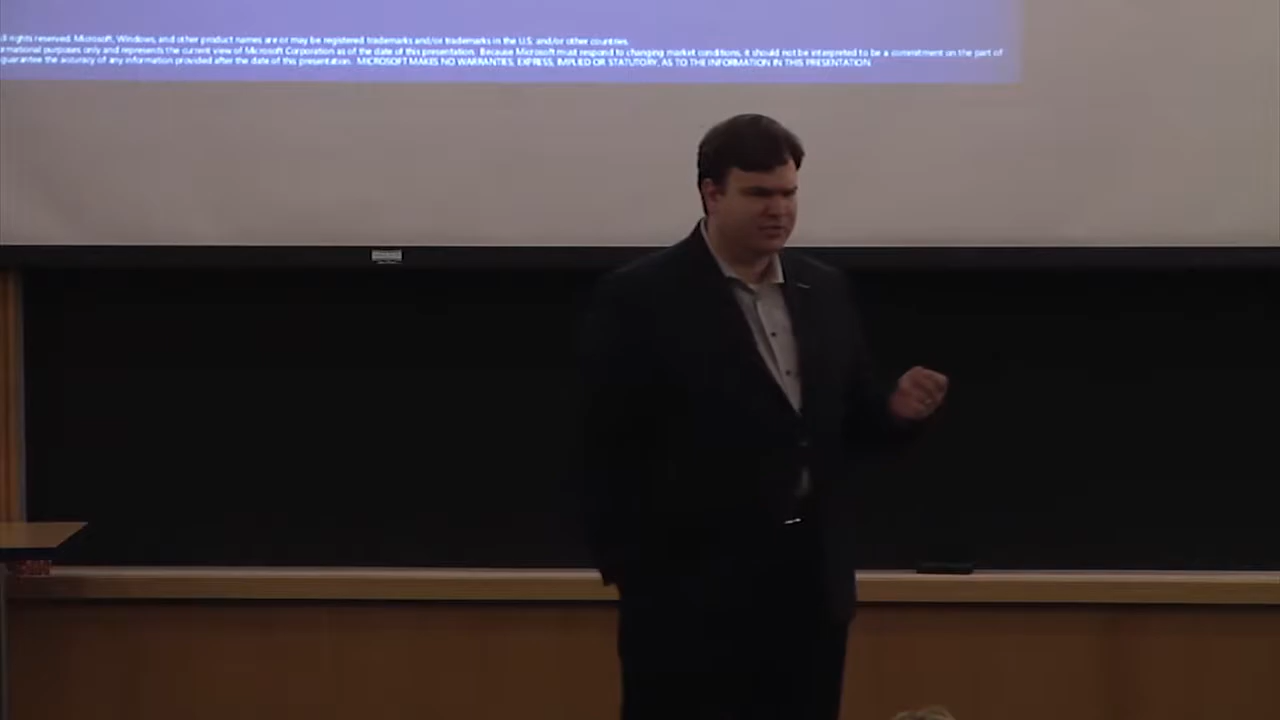 ll rights reserved. Microsoft, Windows, and other product names are or may be registered trademarks and/or trademarks in the U.S. and/or other countries.
rmational purposes only and represents the current view of Microsoft Corporation as of the date of this presentation. Because Microsoft must respond to changing market conditions, it should not be interpreted to be a commitment on the part of
guarantee the accuracy of any information provided after the date of this presentation. MICROSOFT MAKES NO WARRANTIES, EXPRESS, IMPLIED OR STATUTORY, AS TO THE INFORMATION IN THIS PRESENTATION.